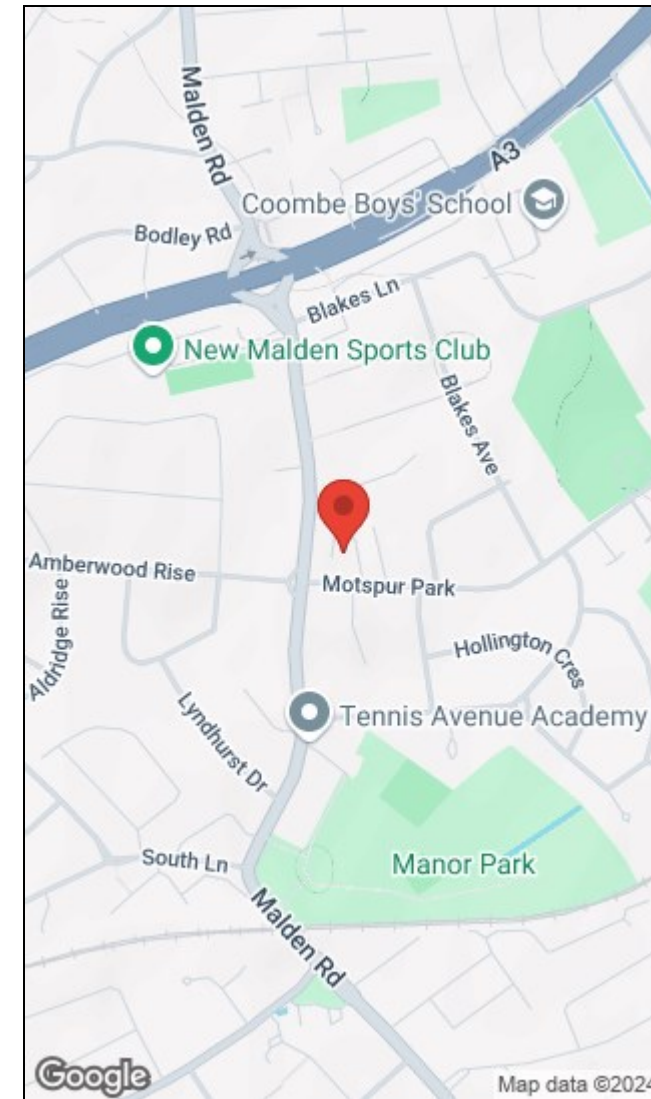 Malden Rd
A3
Coombe Boys' School
Bodley Rd
Blakes Ln
New Malden Sports Club
Blakes Ave
Amberwood Rise
Motspur Park
Aldridge Rise
Hollington Cres
Lyndhurst Dr
Tennis Avenue Academy
South Ln
Manor Park
Malden Rd
Google
Map data ©2024